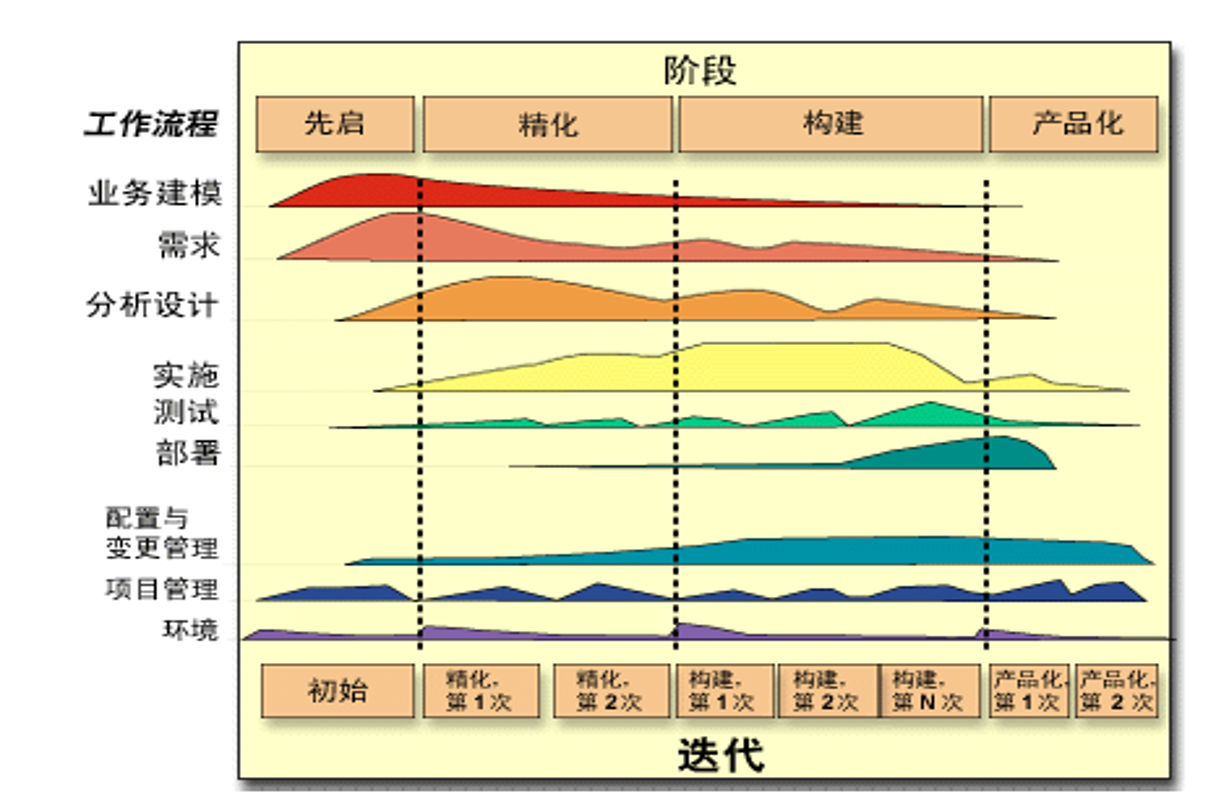 阶段
工作流程
先启
精化
构建
产品化
业务建模
需求
分析设计
实施
测试
部署
配置与
变更管理
项目管理
环境
初始
精化，
第 1 次
精化，
第 2 次
构建，
第 1 次
构建，
第 2 次
构建，
第 N 次
产品化，
第 1 次
产品化，
第 2 次
迭代